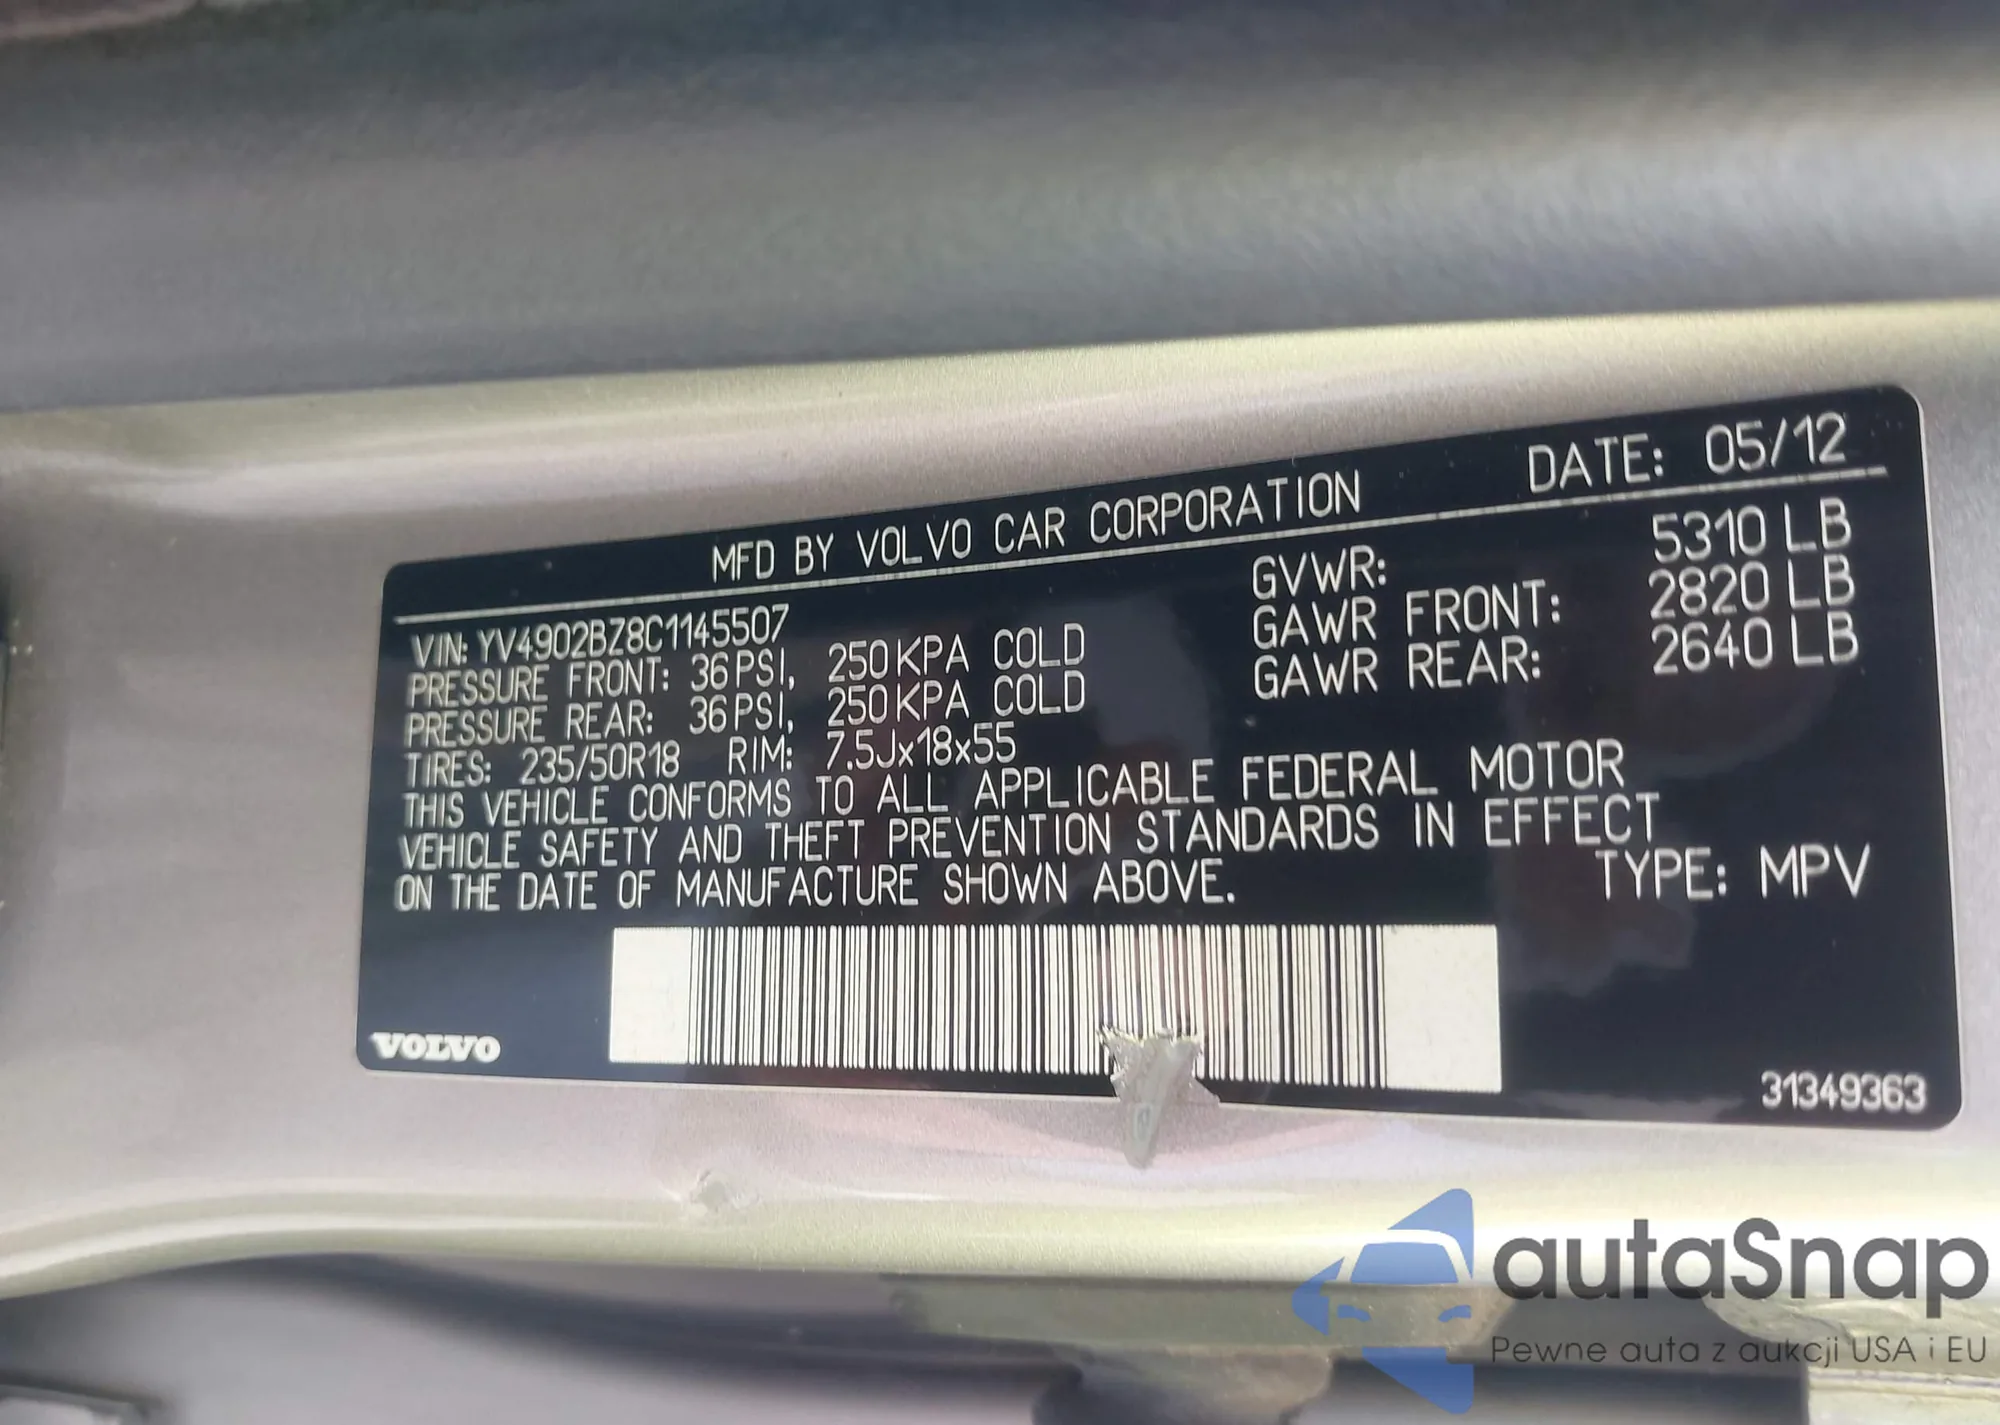 MFD BY VOLVO CAR CORPORATION DATE: 05/12
VIN: YV4902BZ8C1145507 GVWR: 5310 LB
PRESSURE FRONT: 36 PSI, 250 KPA COLD GAWR FRONT: 2820 LB
PRESSURE REAR: 36 PSI, 250 KPA COLD GAWR REAR: 2640 LB
TIRES: 235/50R18 RIM: 7.5Jx18x55
THIS VEHICLE CONFORMS TO ALL APPLICABLE FEDERAL MOTOR
VEHICLE SAFETY AND THEFT PREVENTION STANDARDS IN EFFECT
ON THE DATE OF MANUFACTURE SHOWN ABOVE. TYPE: MPV
VOLVO
31349363
autaSnap
Pewne auta z aukcji USA i EU